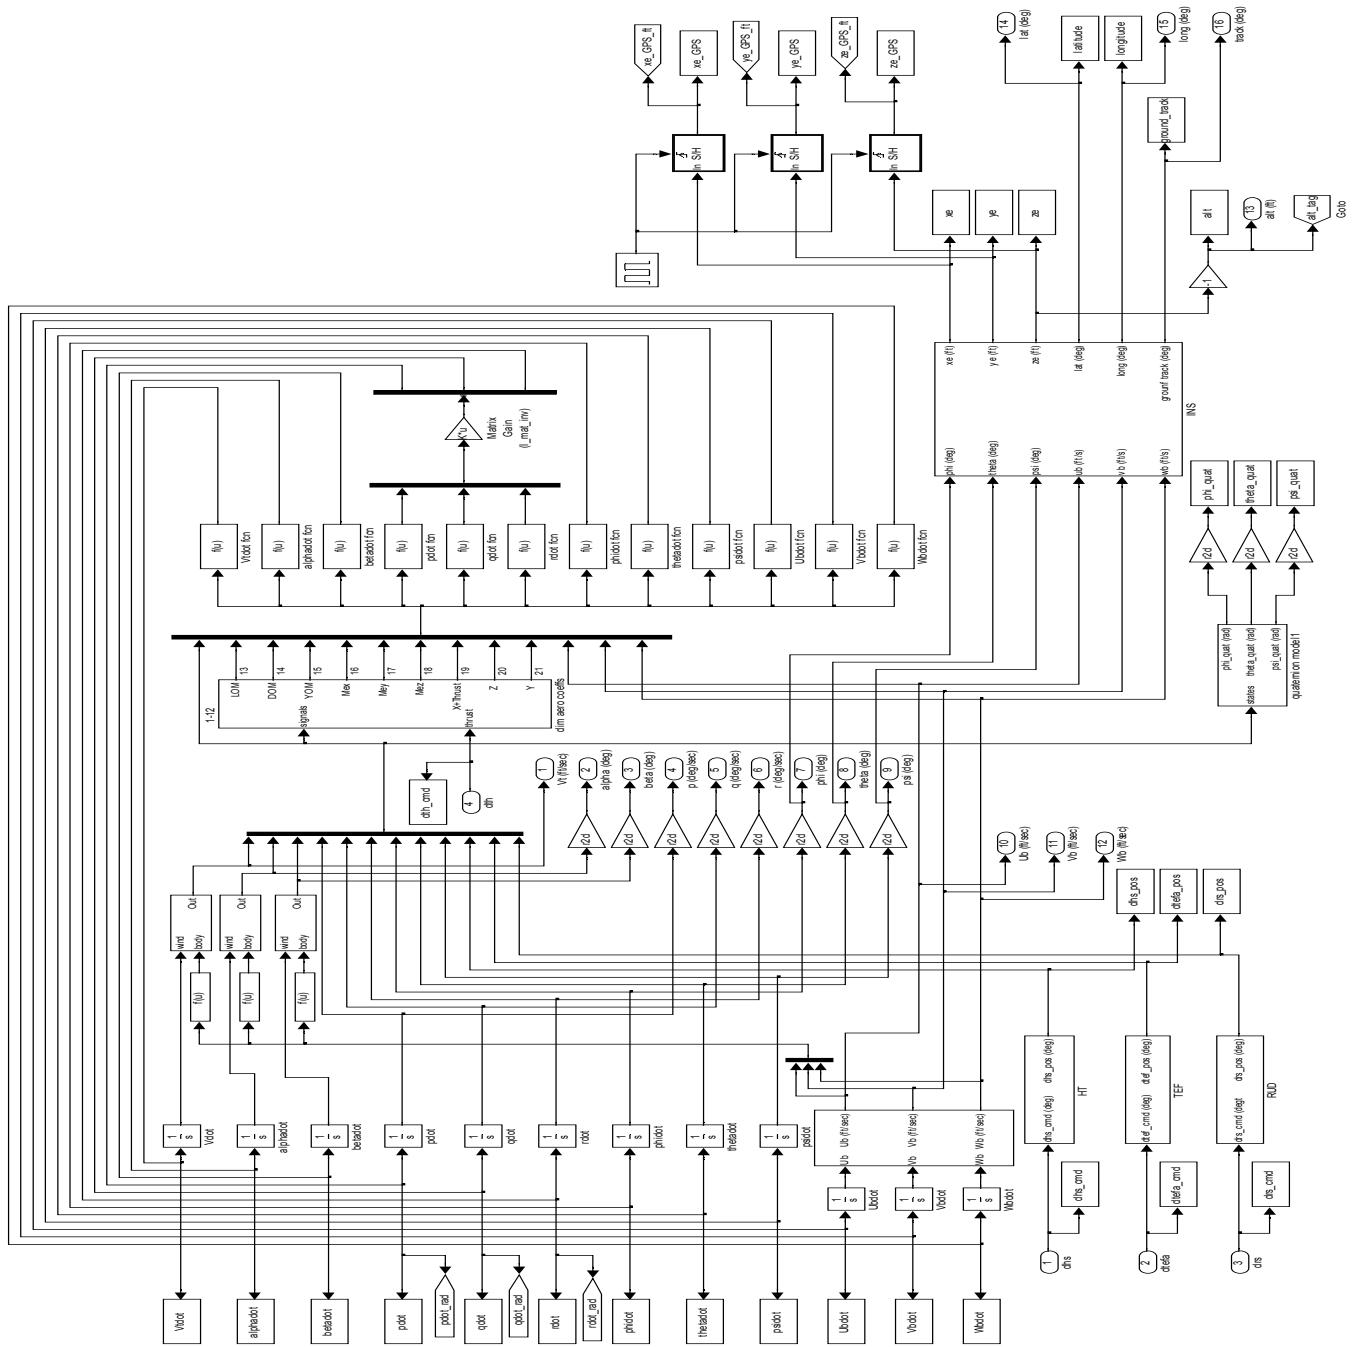 Vtdot
alphadot
betadot
pdot
pdot_rad
qdot
qdot_rad
rdot
rdot_rad
phidot
thetadot
psidot
Ubdot
Vbdot
Wbdot
1
s
Vtdot
1
s
alphadot
1
s
betadot
1
s
pdot
1
s
qdot
1
s
rdot
1
s
phidot
1
s
thetadot
1
s
psidot
1
s
Ubdot
1
s
Vbdot
1
s
Wbdot
Ub Ub (ft/sec)
Vb Vb (ft/sec)
Wb Wb (ft/sec)
1
dhs
dhs_cmd
dhs_cmd (deg) dhs_pos (deg)
HT
2
dtefa
dtefa_cmd
dtef_cmd (deg) dtef_pos (deg)
TEF
3
drs
drs_cmd
drs_cmd (degt drs_pos (deg)
RUD
dhs_pos
dtefa_pos
drs_pos
f(u)
f(u)
f(u)
wind
body
Out
wind
body
Out
wind
body
Out
r2d
r2d
r2d
r2d
r2d
r2d
r2d
r2d
1
Vt (ft/sec)
2
alpha (deg)
3
beta (deg)
4
p (deg/sec)
5
q (deg/sec)
6
r (deg/sec)
7
phi (deg)
8
theta (deg)
9
psi (deg)
10
Ub (ft/sec)
11
Vb (ft/sec)
12
Wb (ft/sec)
dth_cmd
4
dth
1-12
signals
thrust
LOM
DOM
YOM
Mex
Mey
Mez
X+Thrust
Z
Y
dim aero coeffs
13
14
15
16
17
18
19
20
21
f(u)
Vtdot fcn
f(u)
alphadot fcn
f(u)
betadot fcn
f(u)
pdot fcn
f(u)
qdot fcn
f(u)
rdot fcn
f(u)
phidot fcn
f(u)
thetadot fcn
f(u)
psidot fcn
f(u)
Ubdot fcn
f(u)
Vbdot fcn
f(u)
Wbdot fcn
K*u
Matrix
Gain
(I_mat_inv)
states
phi_quat (rad)
theta_quat (rad)
psi_quat (rad)
quaternion model1
r2d
r2d
r2d
phi_quat
theta_quat
psi_quat
phi (deg)
theta (deg)
psi (deg)
ub (ft/s)
vb (ft/s)
wb (ft/s)
xe (ft)
ye (ft)
ze (ft)
lat (deg)
long (deg)
grounf track (deg)
INS
-1
xe
ye
ze
alt
13
alt (ft)
alt_tag
Goto
In S/H
In S/H
In S/H
xe_GPS_ft
xe_GPS
ye_GPS_ft
ye_GPS
ze_GPS_ft
ze_GPS
ground_track
14
lat (deg)
latitude
longitude
15
long (deg)
16
track (deg)